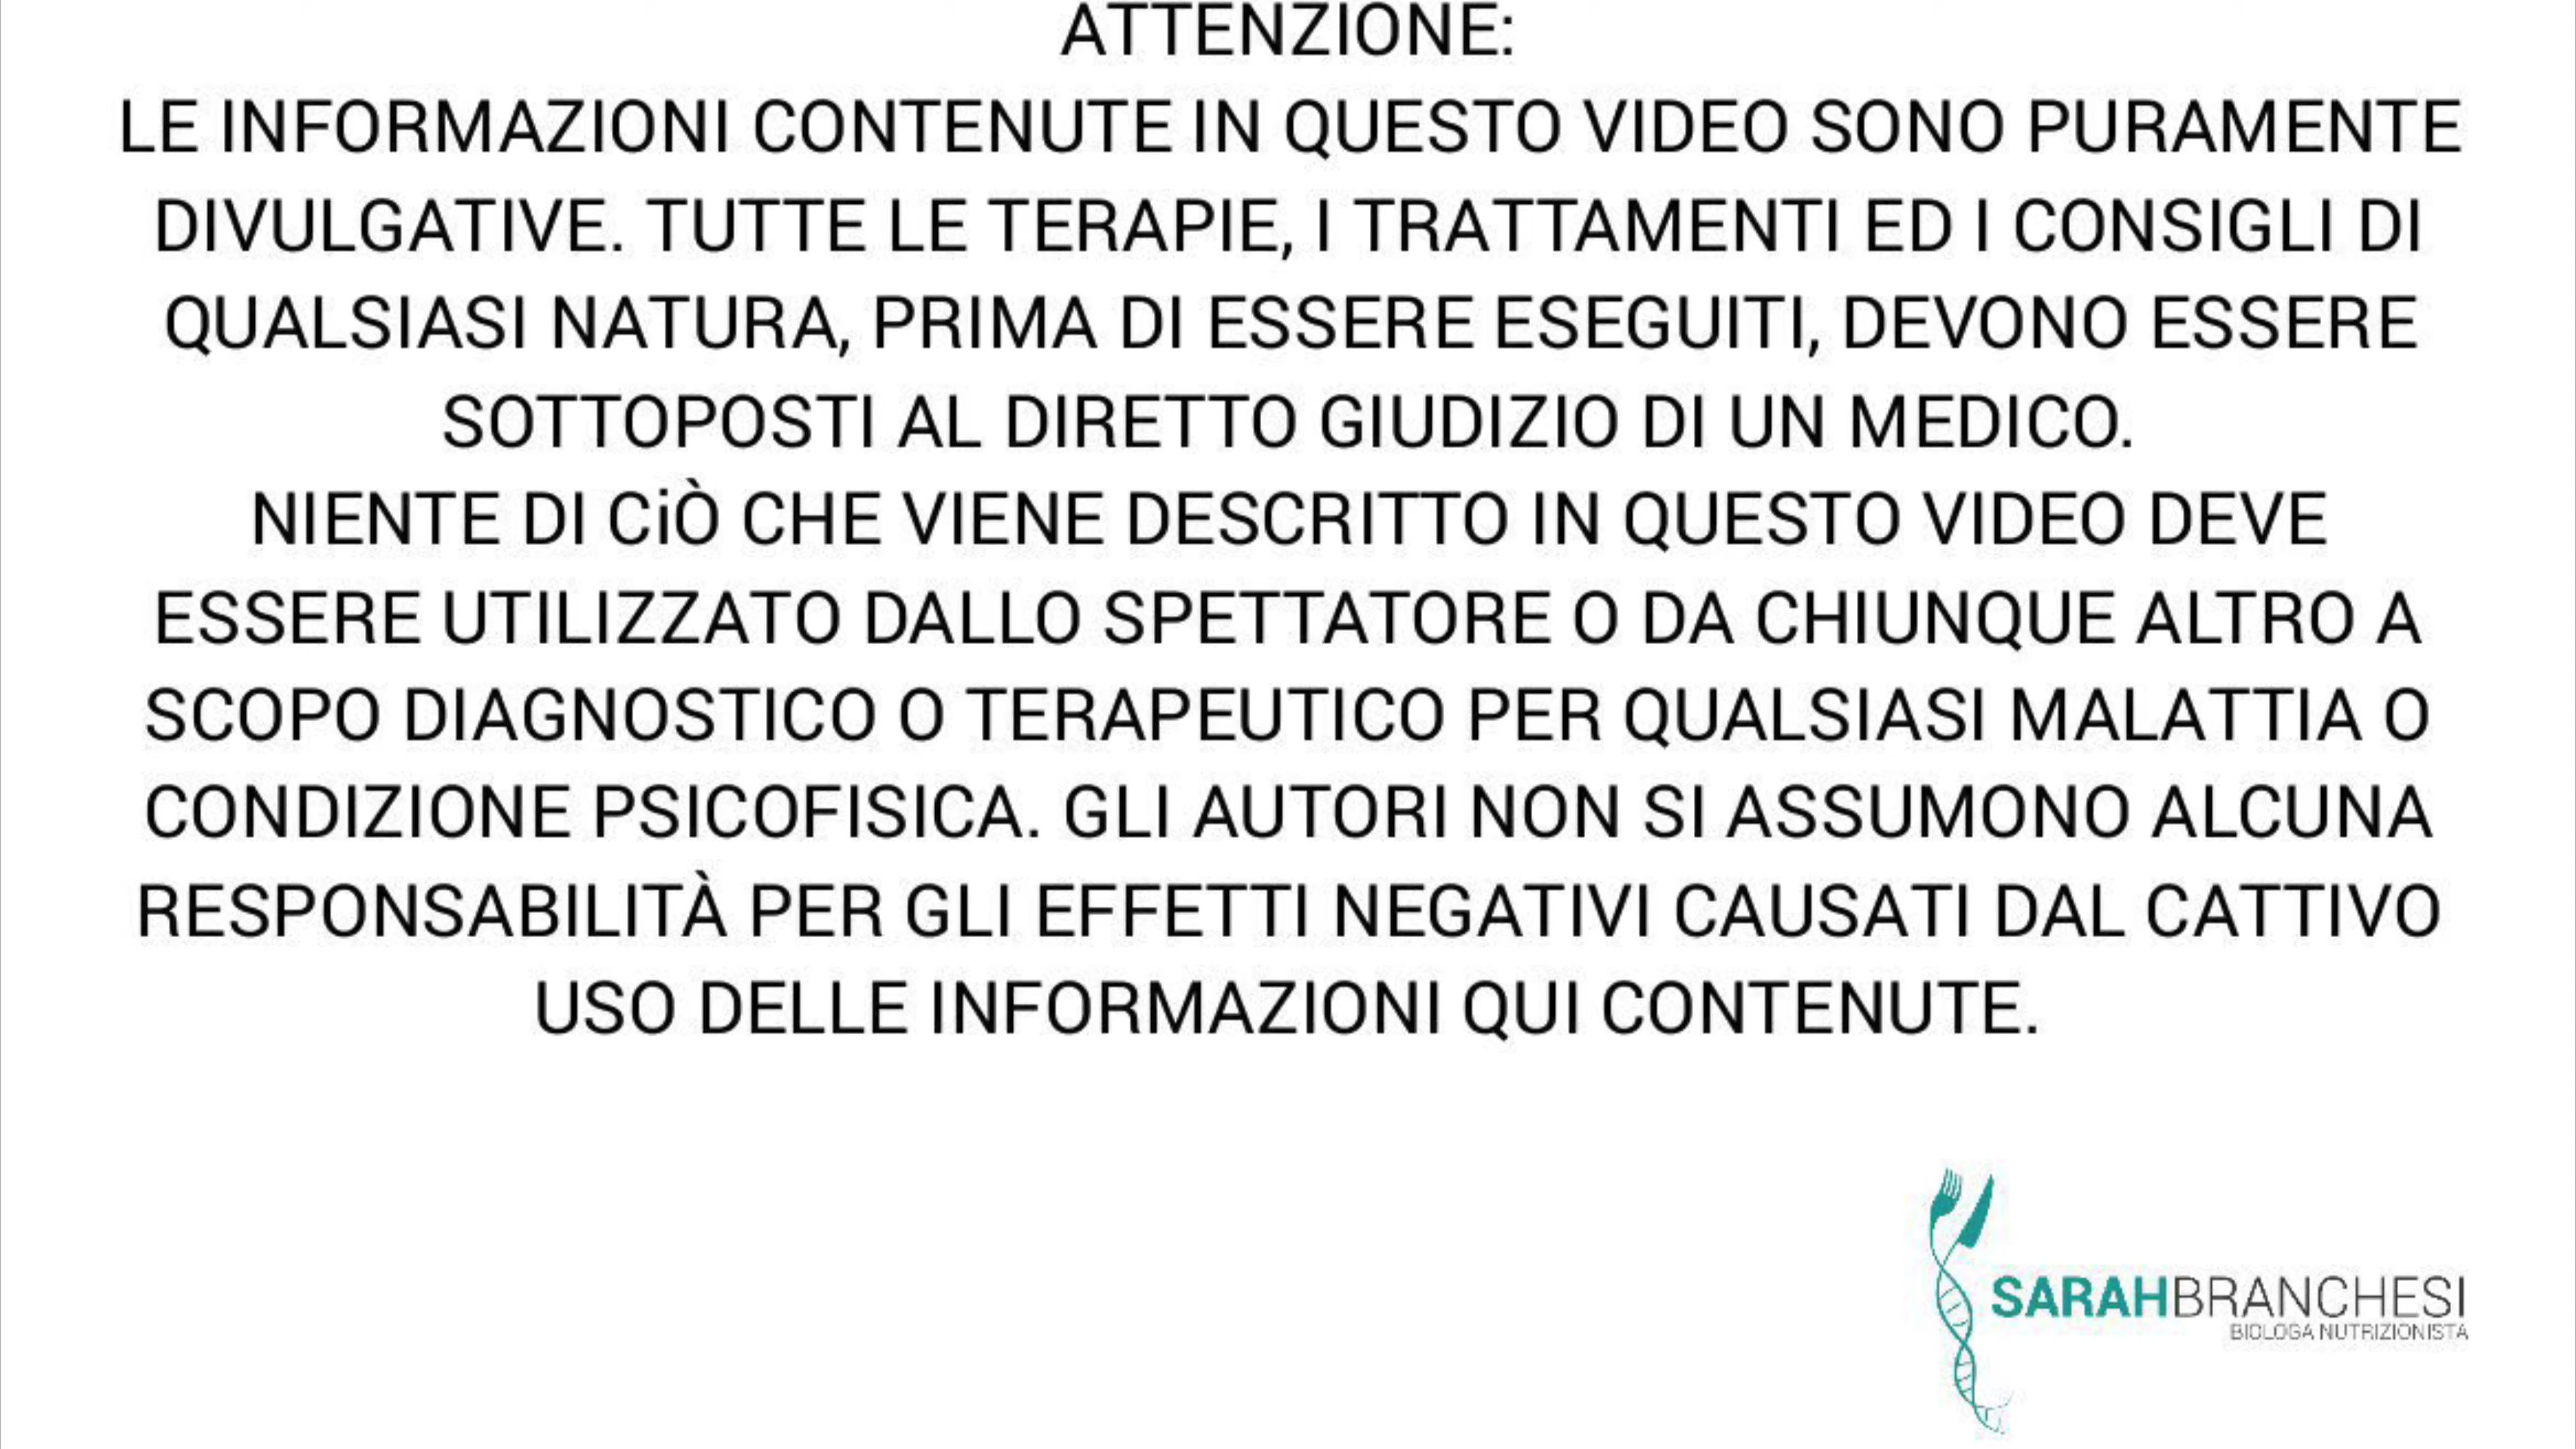 ATTENZIONE:
LE INFORMAZIONI CONTENUTE IN QUESTO VIDEO SONO PURAMENTE
DIVULGATIVE. TUTTE LE TERAPIE, I TRATTAMENTI ED I CONSIGLI DI
QUALSIASI NATURA, PRIMA DI ESSERE ESEGUITI, DEVONO ESSERE
SOTTOPOSTI AL DIRETTO GIUDIZIO DI UN MEDICO.
NIENTE DI CiÒ CHE VIENE DESCRITTO IN QUESTO VIDEO DEVE
ESSERE UTILIZZATO DALLO SPETTATORE O DA CHIUNQUE ALTRO A
SCOPO DIAGNOSTICO O TERAPEUTICO PER QUALSIASI MALATTIA O
CONDIZIONE PSICOFISICA. GLI AUTORI NON SI ASSUMONO ALCUNA
RESPONSABILITÀ PER GLI EFFETTI NEGATIVI CAUSATI DAL CATTIVO
USO DELLE INFORMAZIONI QUI CONTENUTE.
SARAHBRANCHESI
BIOLOGA NUTRIZIONISTA